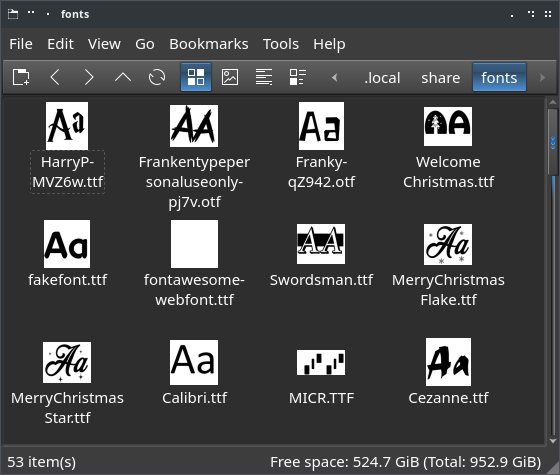 fonts
File Edit View Go Bookmarks Tools Help
.local share fonts
Aa AA Aa AA
HarryP-
MVZ6w.ttf
Frankentypeper
sonaluseonly-
pj7v.otf
Franky-
qZ942.otf
Welcome
Christmas.ttf
Aa AA Aa
fakefont.ttf
fontawesome-
webfont.ttf
Swordsman.ttf
MerryChristmas
Flake.ttf
Aa Aa Aa
MerryChristmas
Star.ttf
Calibri.ttf
MICR.TTF
Cezanne.ttf
53 item(s) Free space: 524.7 GiB (Total: 952.9 GiB)